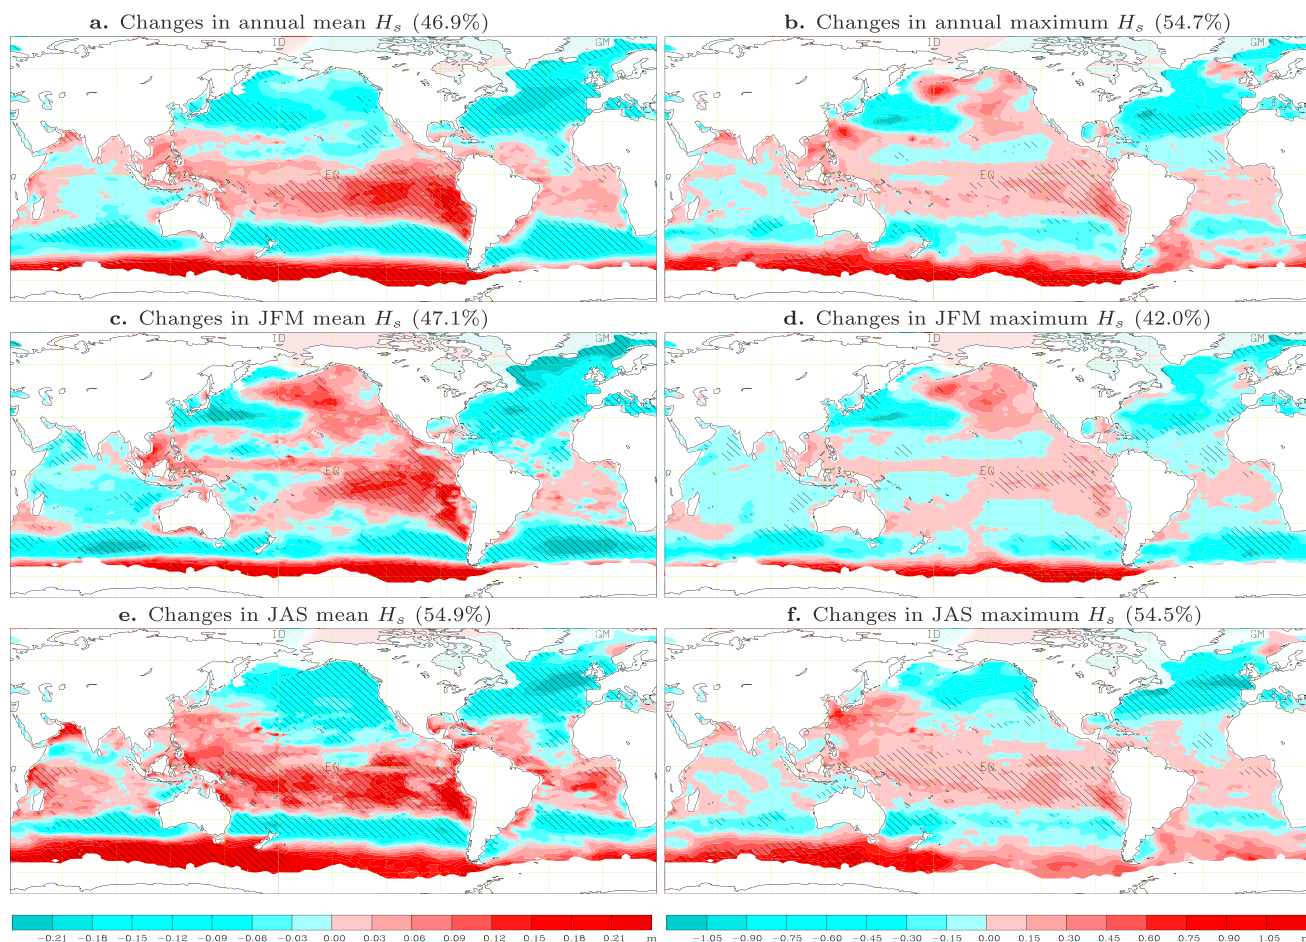 a. Changes in annual mean Hs (46.9%)
b. Changes in annual maximum Hs (54.7%)
ID GM
EQ
ID GM
EQ
c. Changes in JFM mean Hs (47.1%)
d. Changes in JFM maximum Hs (42.0%)
ID GM
EQ
ID GM
EQ
e. Changes in JAS mean Hs (54.9%)
f. Changes in JAS maximum Hs (54.5%)
ID GM
EQ
ID GM
EQ
−0.21 −0.18 −0.15 −0.12 −0.09 −0.06 −0.03 0.00 0.03 0.06 0.09 0.12 0.15 0.18 0.21 m
−1.05 −0.90 −0.75 −0.60 −0.45 −0.30 −0.15 0.00 0.15 0.30 0.45 0.60 0.75 0.90 1.05